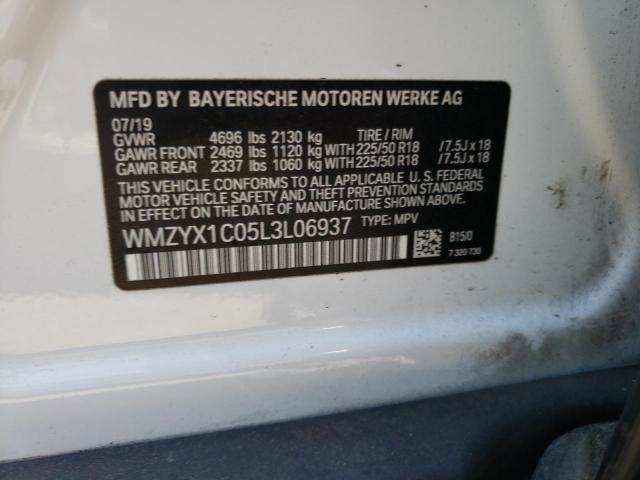 MFD BY BAYERISCHE MOTOREN WERKE AG
07/19
GVWR 4696 lbs 2130 kg TIRE / RIM
GAWR FRONT 2469 lbs 1120 kg WITH 225/50 R18 /7.5J x 18
GAWR REAR 2337 lbs 1060 kg WITH 225/50 R18 /7.5J x 18
THIS VEHICLE CONFORMS TO ALL APPLICABLE U. S. FEDERAL
MOTOR VEHICLE SAFETY AND THEFT PREVENTION STANDARDS
IN EFFECT ON THE DATE OF MANUFACTURE SHOWN ABOVE.
WMZYX1C05L3L06937 TYPE: MPV
B15/0
7 320 730